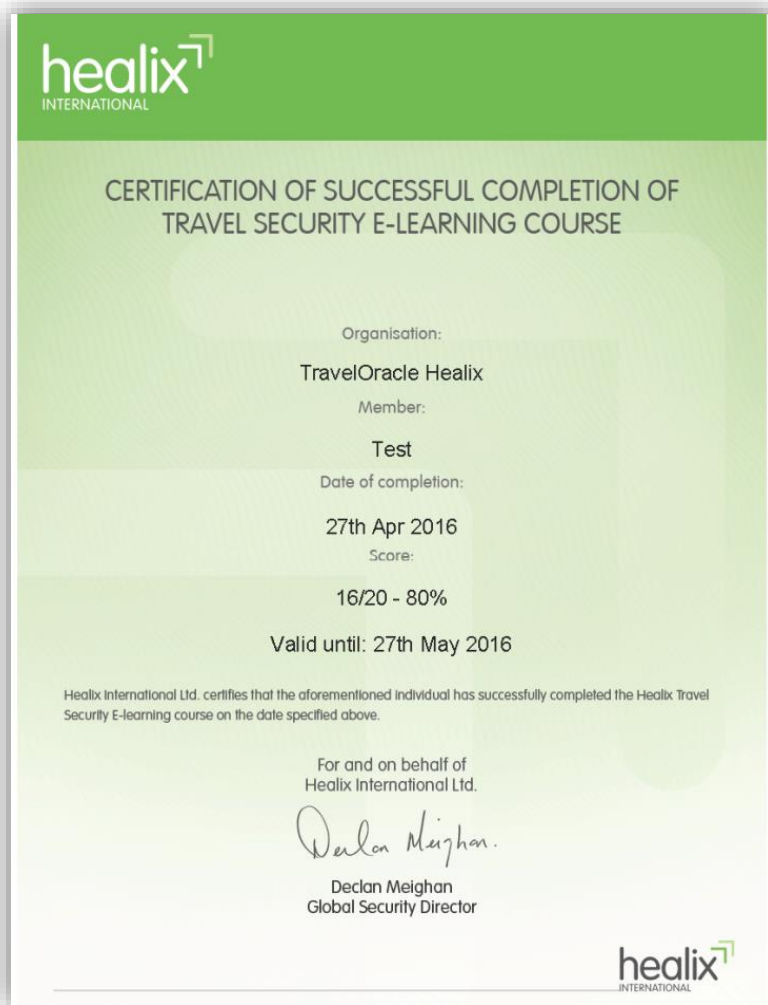 healix
INTERNATIONAL
CERTIFICATION OF SUCCESSFUL COMPLETION OF
TRAVEL SECURITY E-LEARNING COURSE
Organisation:
TravelOracle Healix
Member:
Test
Date of completion:
27th Apr 2016
Score:
16/20 - 80%
Valid until: 27th May 2016
Healix International Ltd. certifies that the aforementioned individual has successfully completed the Healix Travel
Security E-learning course on the date specified above.
For and on behalf of
Healix International Ltd.
Declan Meighan.
Declan Meighan
Global Security Director
healix
INTERNATIONAL